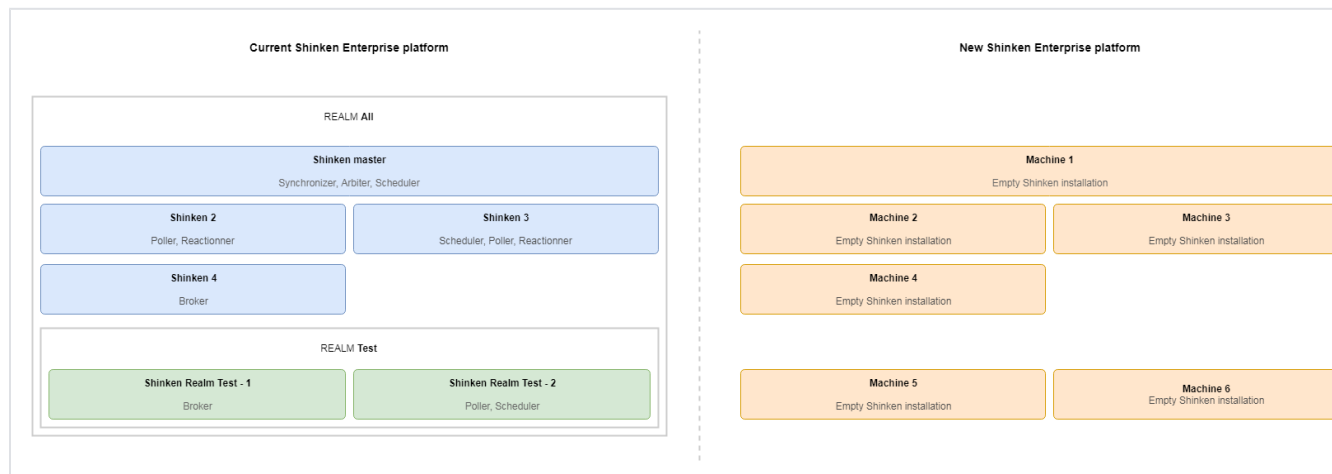 Current Shinken Enterprise platform
New Shinken Enterprise platform
REALM All
Shinken master
Synchronizer, Arbiter, Scheduler
Machine 1
Empty Shinken installation
Shinken 2
Poller, Reactionner
Shinken 3
Scheduler, Poller, Reactionner
Machine 2
Empty Shinken installation
Machine 3
Empty Shinken installation
Shinken 4
Broker
Machine 4
Empty Shinken installation
REALM Test
Shinken Realm Test - 1
Broker
Shinken Realm Test - 2
Poller, Scheduler
Machine 5
Empty Shinken installation
Machine 6
Empty Shinken installation